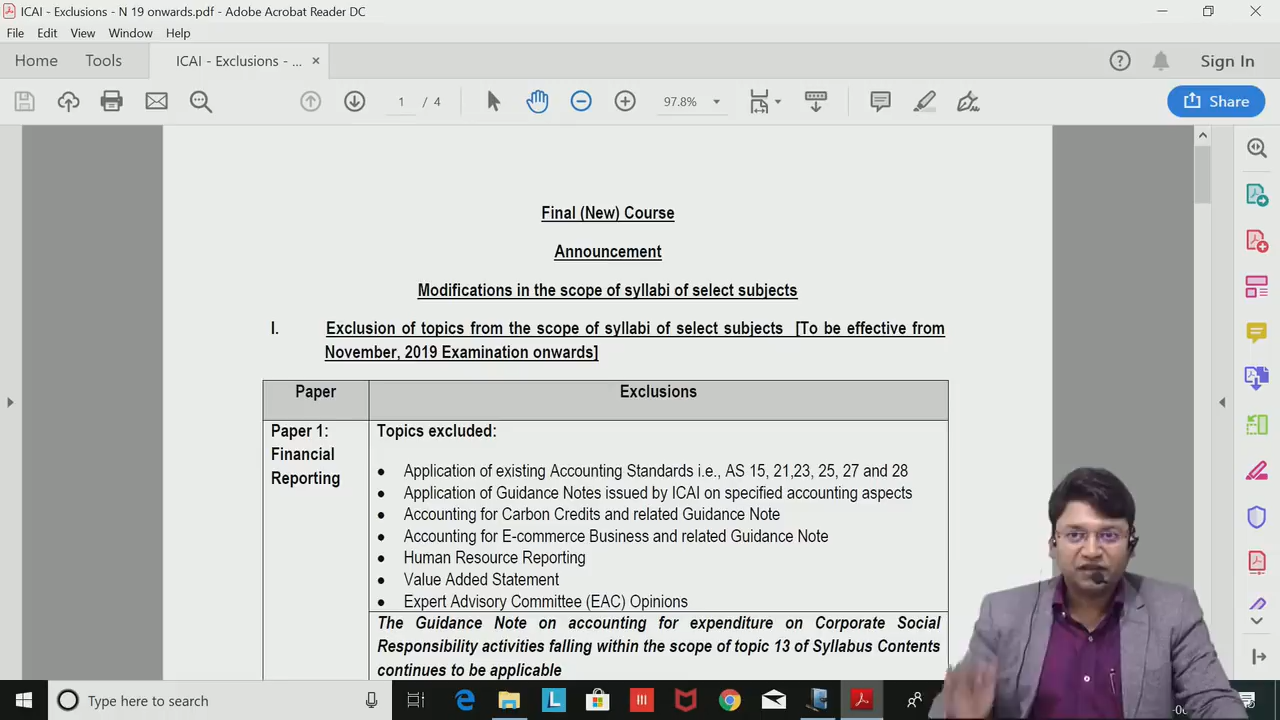 ICAI - Exclusions - N 19 onwards.pdf - Adobe Acrobat Reader DC
File Edit View Window Help
Home Tools ICAI - Exclusions - ... × Sign In
1 / 4 97.8% Share
Final (New) Course
Announcement
Modifications in the scope of syllabi of select subjects
I. Exclusion of topics from the scope of syllabi of select subjects [To be effective from
November, 2019 Examination onwards]
Paper Exclusions
Paper 1:
Financial
Reporting
Topics excluded:
• Application of existing Accounting Standards i.e., AS 15, 21,23, 25, 27 and 28
• Application of Guidance Notes issued by ICAI on specified accounting aspects
• Accounting for Carbon Credits and related Guidance Note
• Accounting for E-commerce Business and related Guidance Note
• Human Resource Reporting
• Value Added Statement
• Expert Advisory Committee (EAC) Opinions
The Guidance Note on accounting for expenditure on Corporate Social
Responsibility activities falling within the scope of topic 13 of Syllabus Contents
continues to be applicable
Type here to search